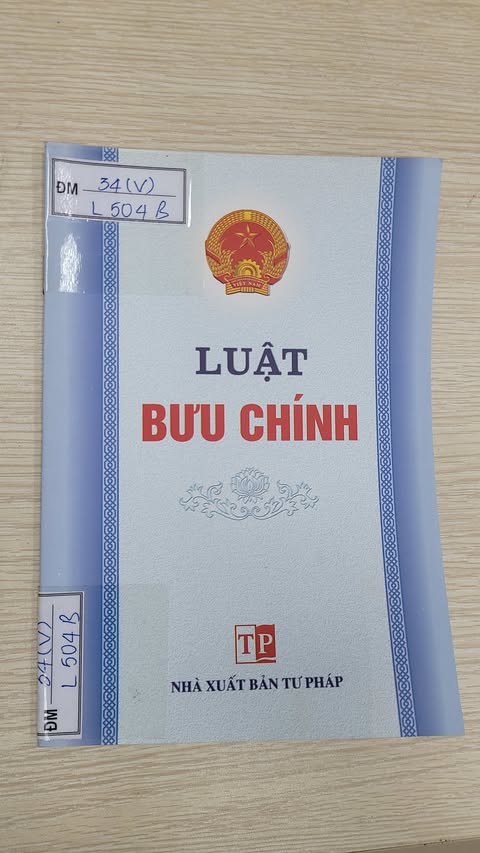 ĐM 34(V)
L 504 B
VIỆT NAM
LUẬT
BƯU CHÍNH
TP
NHÀ XUẤT BẢN TƯ PHÁP
ĐM 34(V)
L 504 B